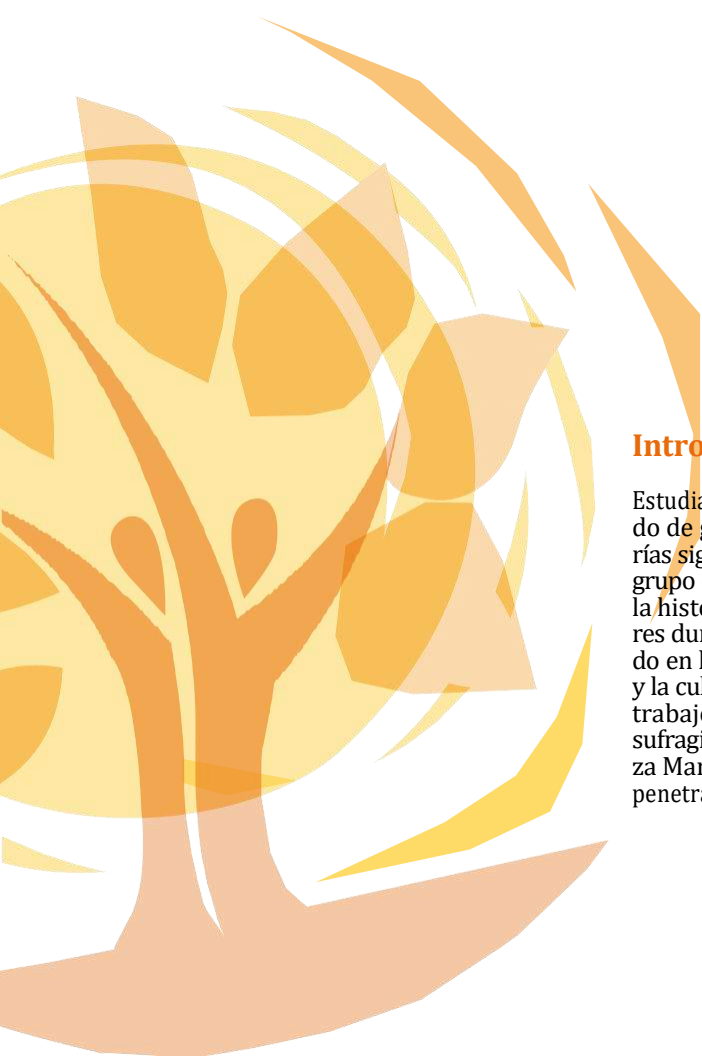 Intro
Estudia
do de g
rías sig
grupo
la histo
res dur
do en l
y la cul
trabajo
sufragi
za Mar
penetra